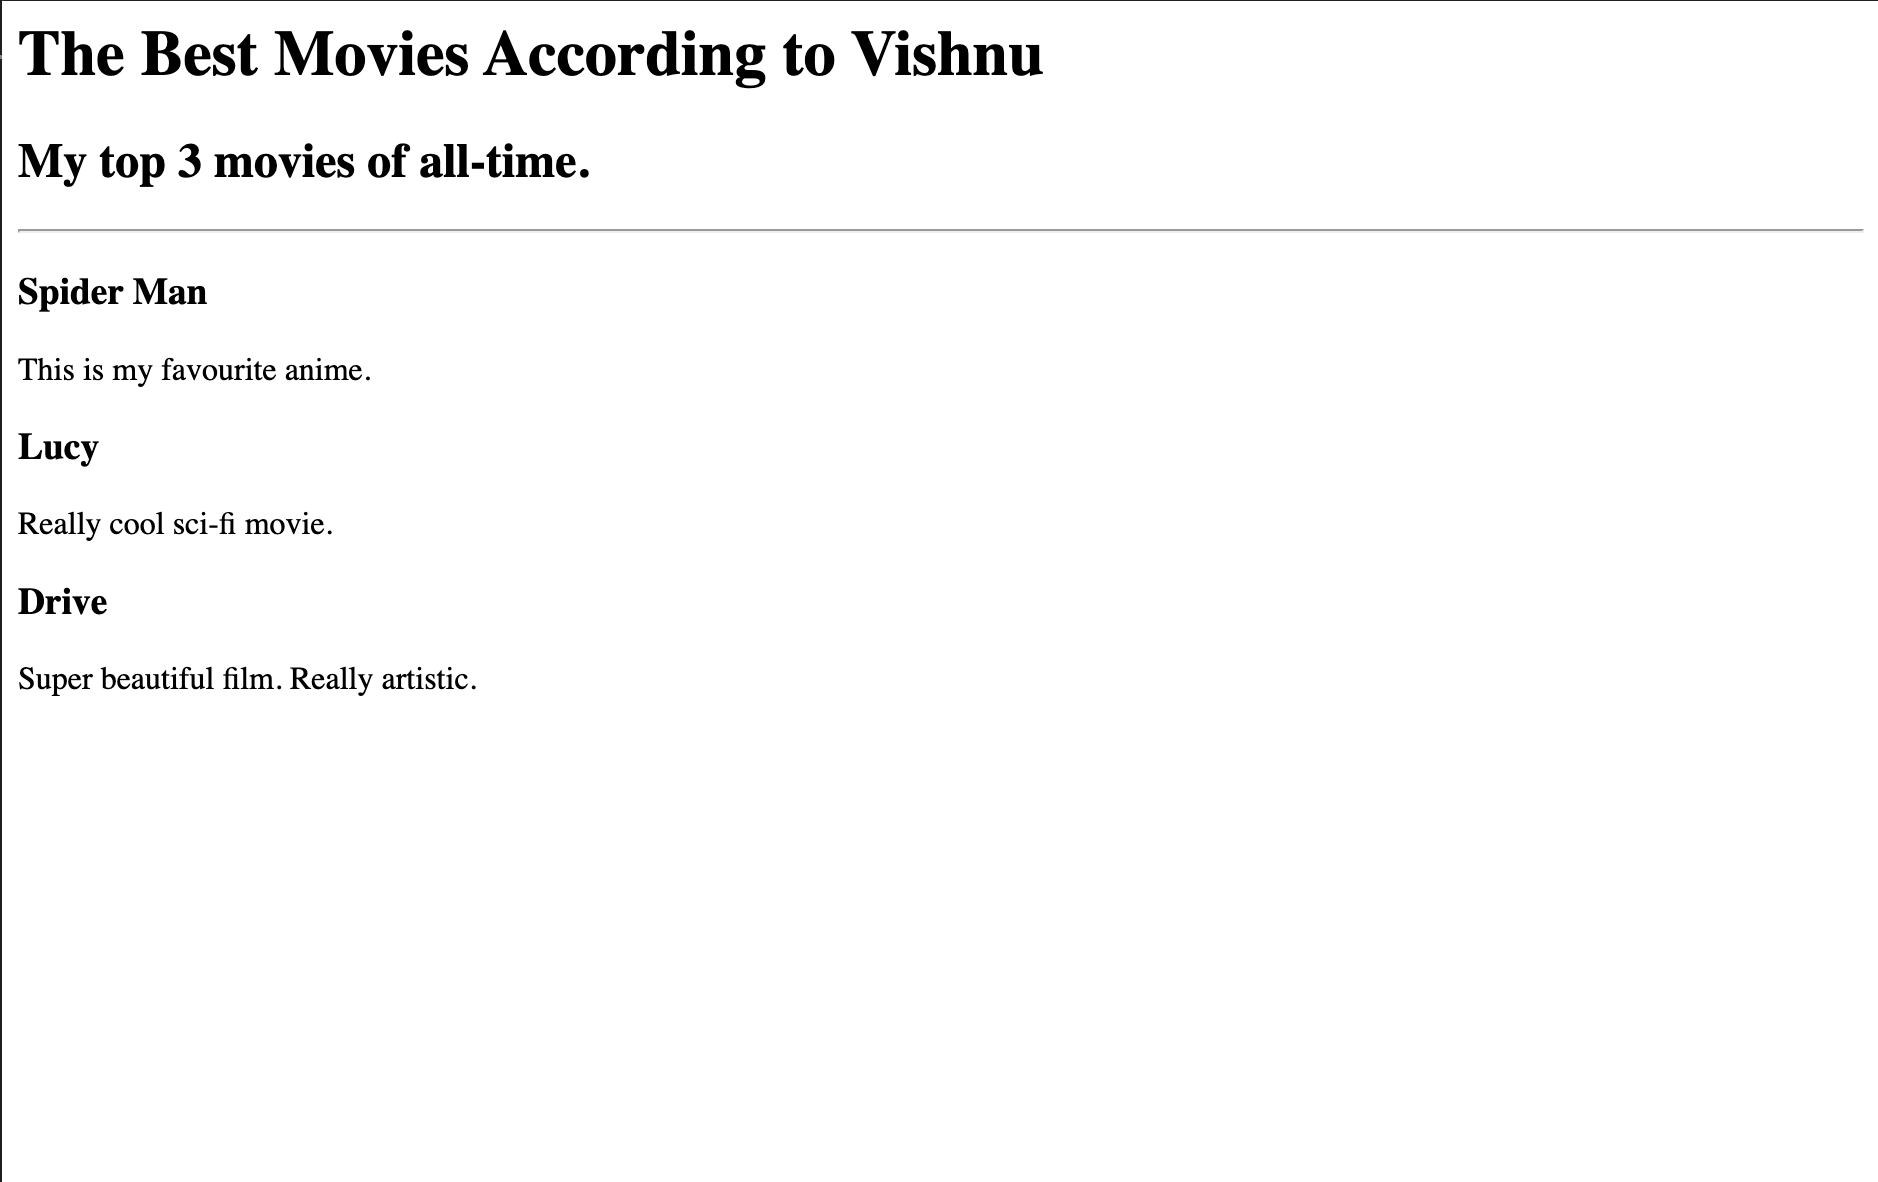 The Best Movies According to Vishnu
My top 3 movies of all-time.
Spider Man
This is my favourite anime.
Lucy
Really cool sci-fi movie.
Drive
Super beautiful film. Really artistic.